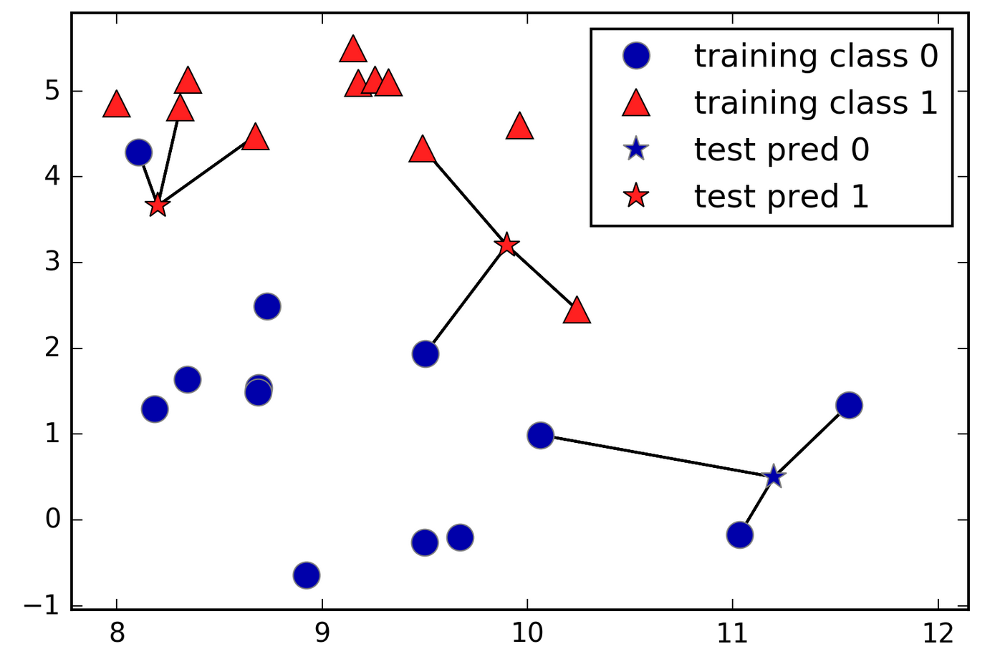 training class 0
training class 1
test pred 0
test pred 1
5
4
3
2
1
0
−1
8 9 10 11 12